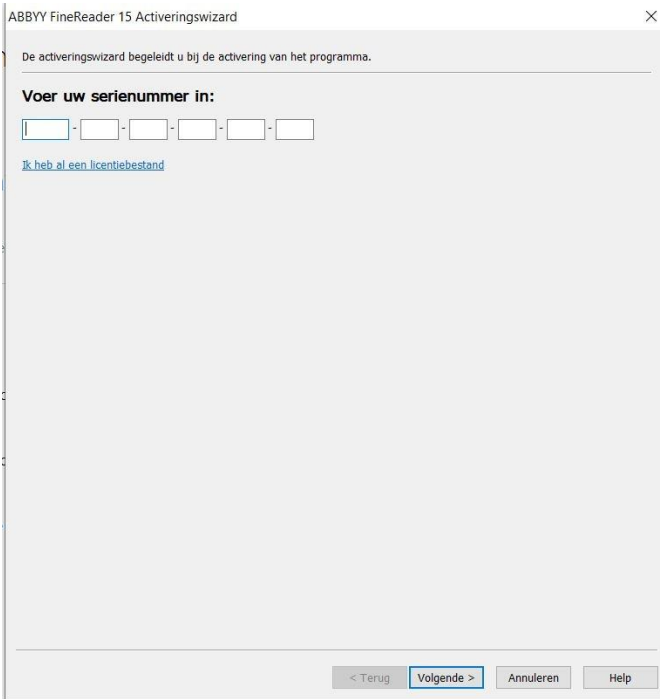 ABBYY FineReader 15 Activeringswizard
De activeringswizard begeleidt u bij de activering van het programma.
Voer uw serienummer in:
- - - - -
Ik heb al een licentiebestand
< Terug Volgende > Annuleren Help